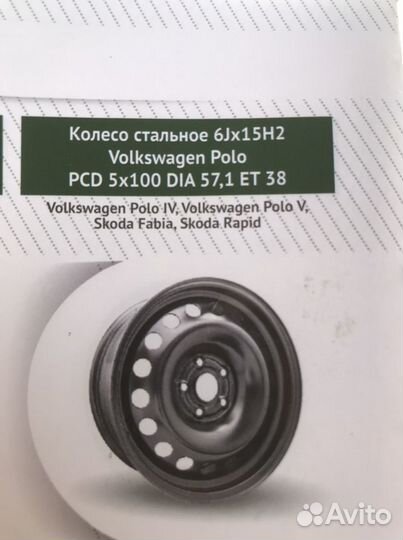 Колесо стальное 6Jx15H2
Volkswagen Polo
PCD 5x100 DIA 57,1 ET 38
Volkswagen Polo IV, Volkswagen Polo V,
Skoda Fabia, Skoda Rapid
Avito